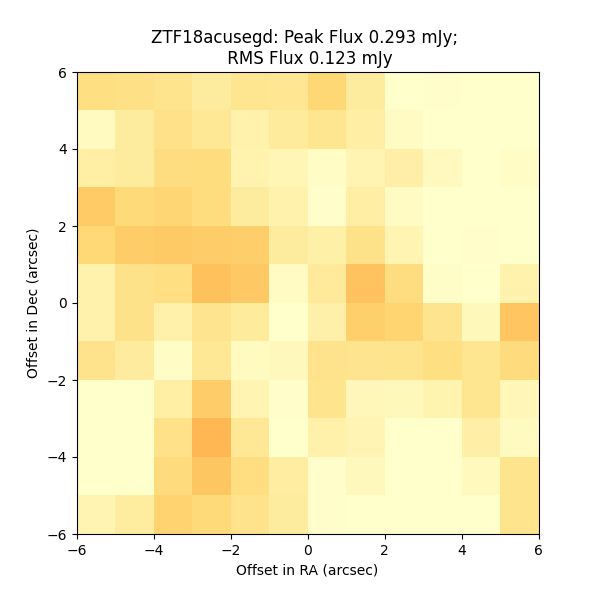 ZTF18acusegd: Peak Flux 0.293 mJy;
RMS Flux 0.123 mJy
6
4
2
0
−2
−4
−6
Offset in Dec (arcsec)
−6 −4 −2 0 2 4 6
Offset in RA (arcsec)